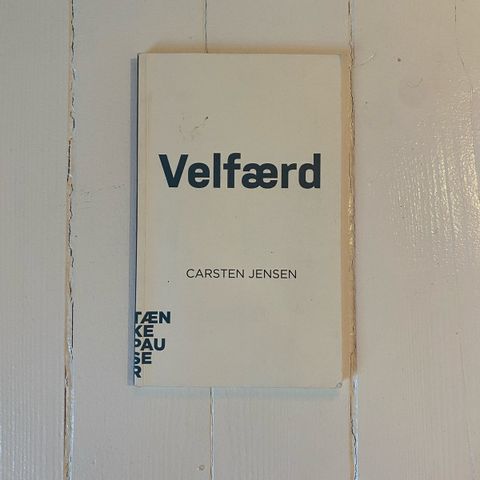 Velfærd
CARSTEN JENSEN
TÆN
KE
PAU
SE
R